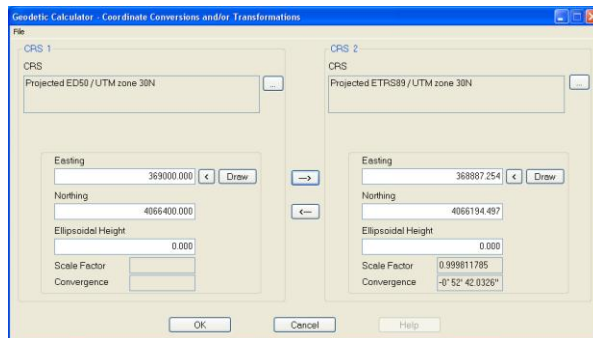 Geodetic Calculator - Coordinate Conversions and/or Transformations
File
CRS 1
CRS
Projected ED50 / UTM zone 30N
...
Easting
369000.000 < Draw
Northing
4066400.000
Ellipsoidal Height
0.000
Scale Factor
Convergence
-->
<--
CRS 2
CRS
Projected ETRS89 / UTM zone 30N
...
Easting
368887.254 < Draw
Northing
4066194.497
Ellipsoidal Height
0.000
Scale Factor 0.999811785
Convergence -0° 52' 42.0326"
OK Cancel Help